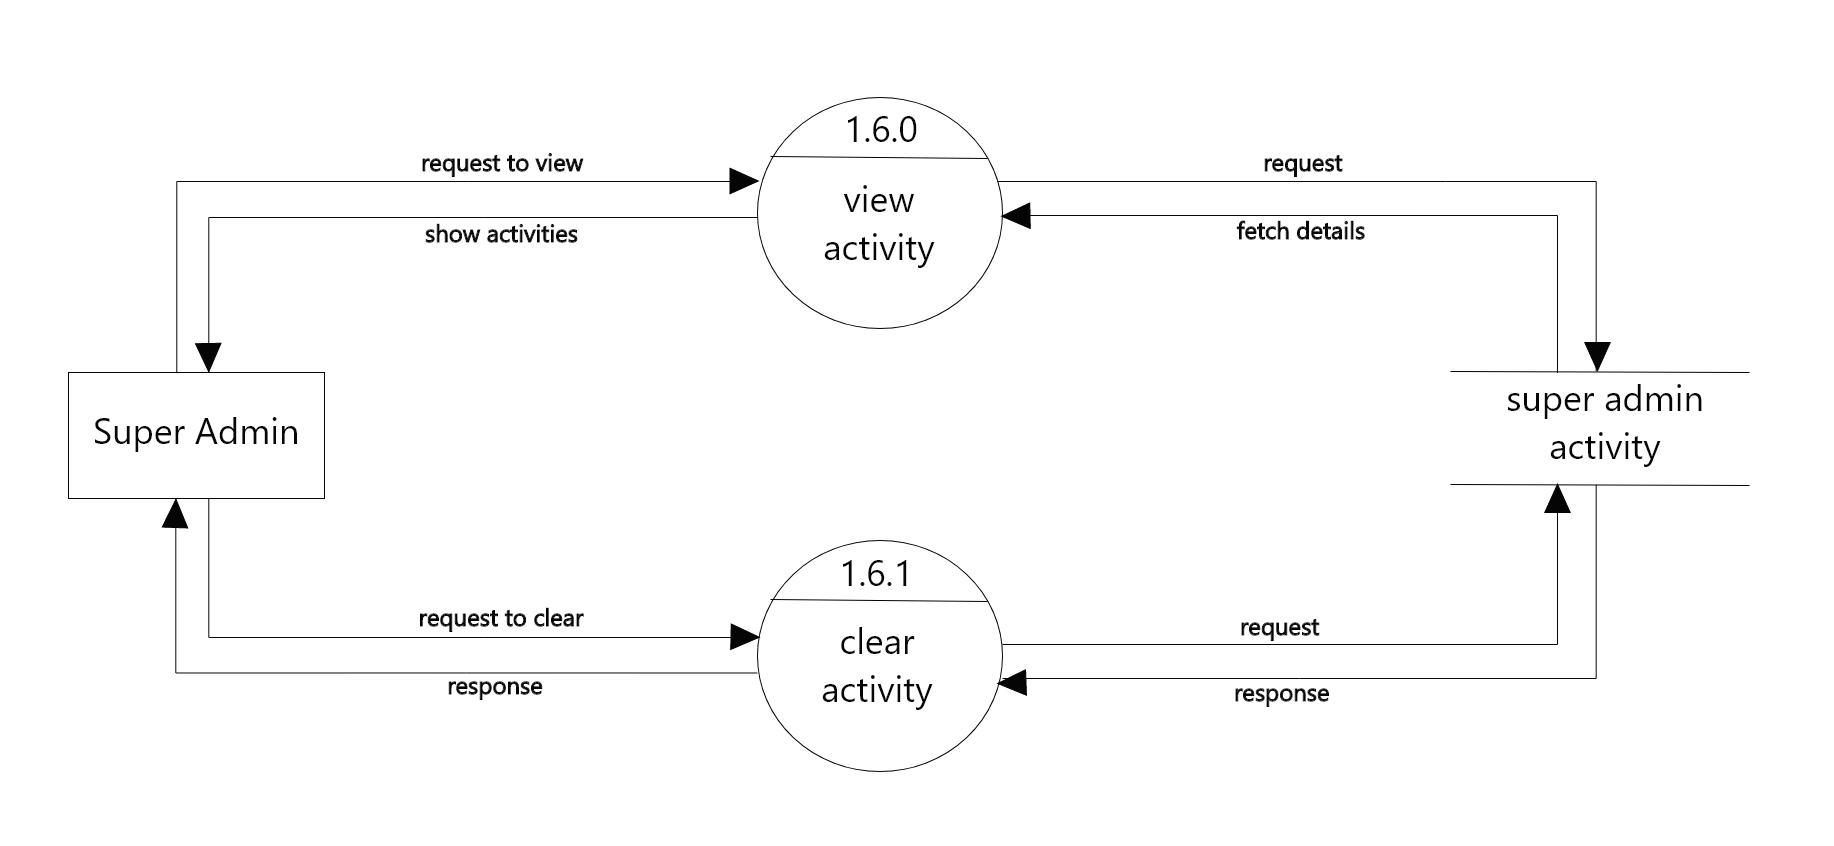 1.6.0
request to view
request
view
activity
show activities
fetch details
Super Admin
super admin
activity
1.6.1
request to clear
request
clear
activity
response
response